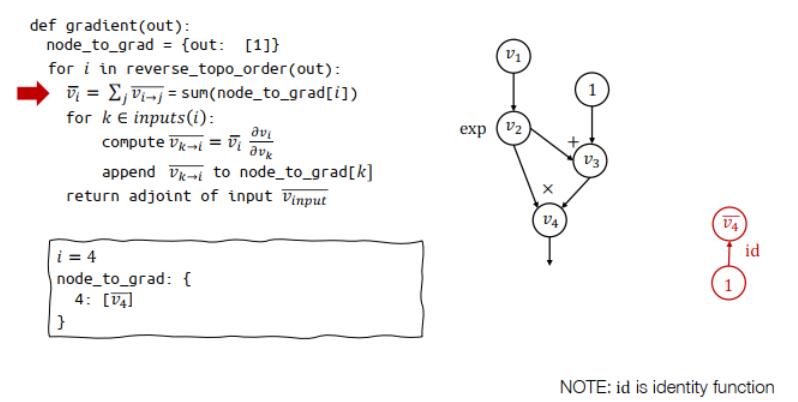 def gradient(out):
node_to_grad = {out: [1]}
for i in reverse_topo_order(out):
$\overline{v_i} = \sum_j \overline{v_{i \to j}}$ = sum(node_to_grad[i])
for k ∈ inputs(i):
compute $\overline{v_{k \to i}} = \overline{v_i} \frac{\partial v_i}{\partial v_k}$
append $\overline{v_{k \to i}}$ to node_to_grad[k]
return adjoint of input $\overline{v_{input}}$
i = 4
node_to_grad: {
4: [$\overline{v_4}$]
}
$v_1$
1
exp
$v_2$
+
$v_3$
×
$v_4$
$\overline{v_4}$
id
1
NOTE: id is identity function